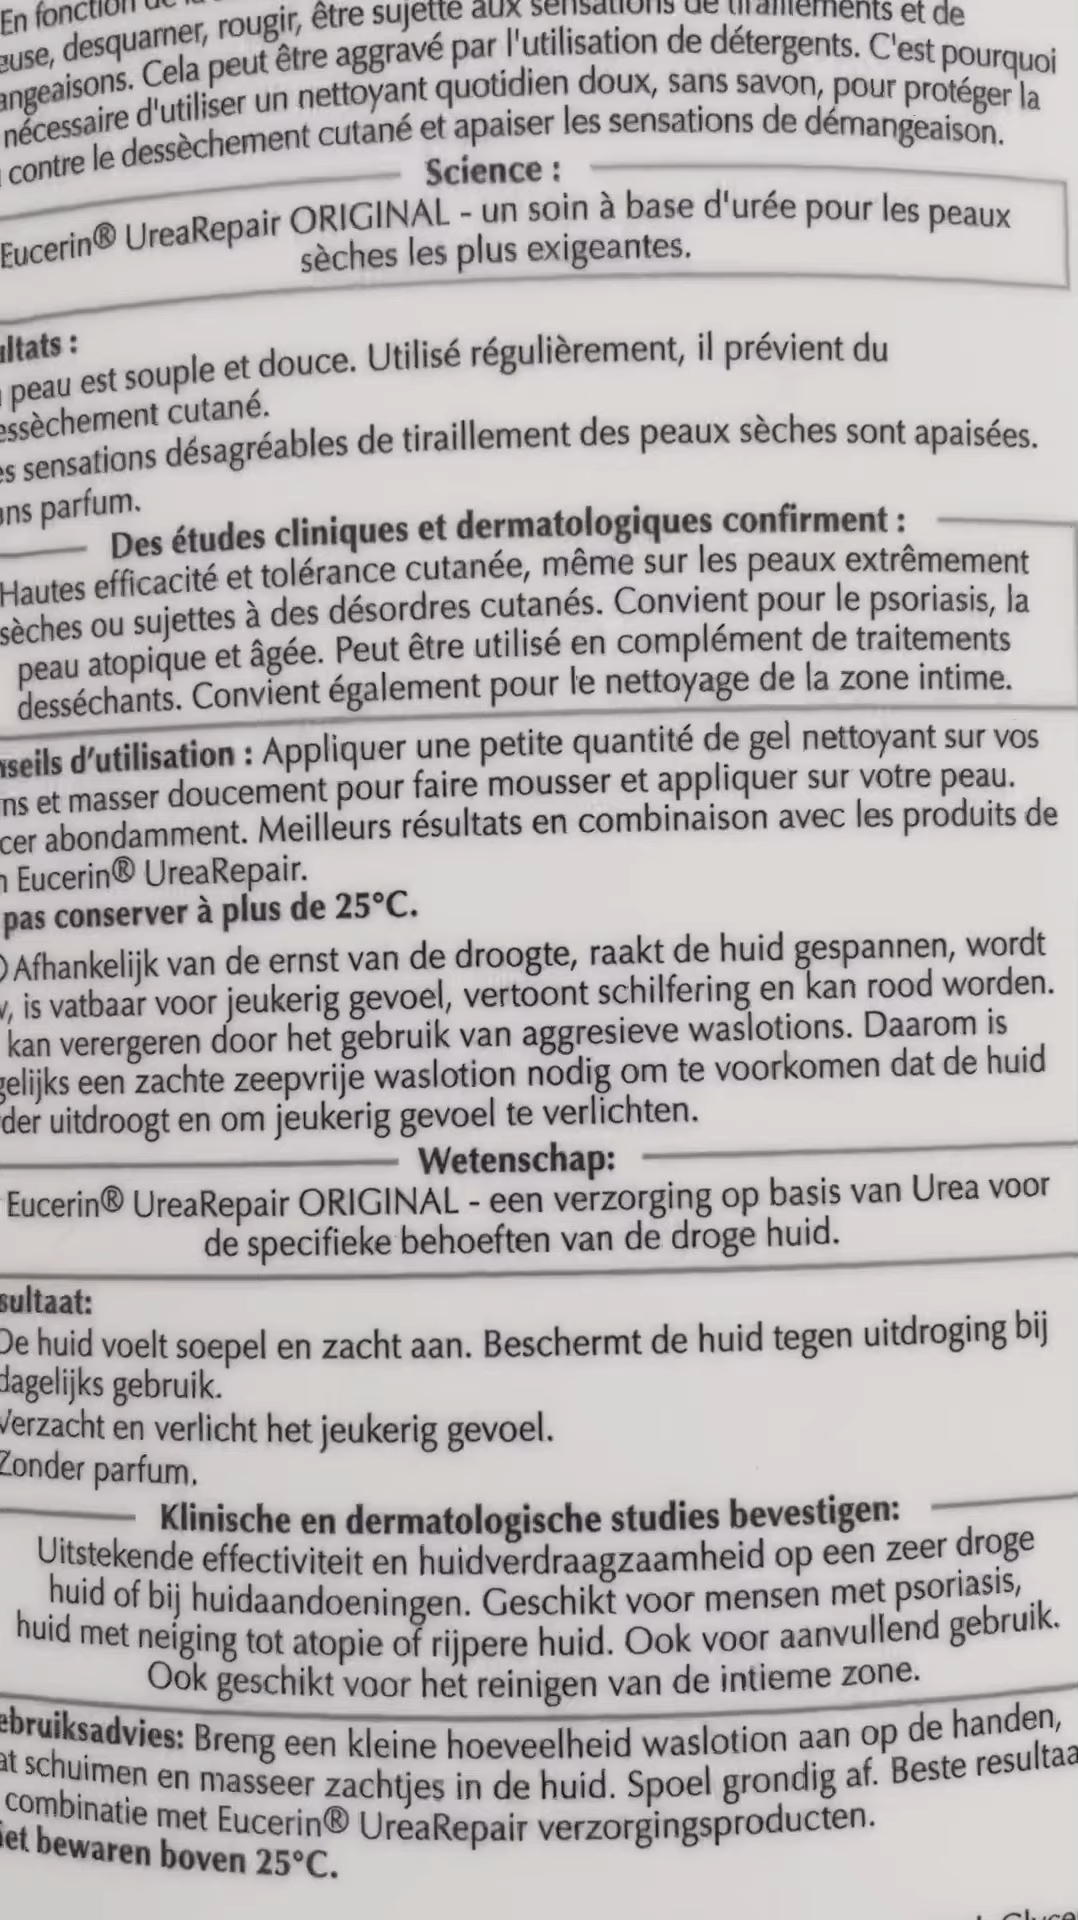 En fonction de la
euse, desquamer, rougir, être sujette aux sensations de tiraillements et de
angeaisons. Cela peut être aggravé par l'utilisation de détergents. C'est pourquoi
nécessaire d'utiliser un nettoyant quotidien doux, sans savon, pour protéger la
contre le dessèchement cutané et apaiser les sensations de démangeaison.
Science :
Eucerin® UreaRepair ORIGINAL - un soin à base d'urée pour les peaux
sèches les plus exigeantes.
ultats :
peau est souple et douce. Utilisé régulièrement, il prévient du
essèchement cutané.
es sensations désagréables de tiraillement des peaux sèches sont apaisées.
ans parfum.
Des études cliniques et dermatologiques confirment :
Hautes efficacité et tolérance cutanée, même sur les peaux extrêmement
sèches ou sujettes à des désordres cutanés. Convient pour le psoriasis, la
peau atopique et âgée. Peut être utilisé en complément de traitements
desséchants. Convient également pour le nettoyage de la zone intime.
nseils d'utilisation : Appliquer une petite quantité de gel nettoyant sur vos
ns et masser doucement pour faire mousser et appliquer sur votre peau.
cer abondamment. Meilleurs résultats en combinaison avec les produits de
Eucerin® UreaRepair.
pas conserver à plus de 25°C.
Afhankelijk van de ernst van de droogte, raakt de huid gespannen, wordt
w, is vatbaar voor jeukerig gevoel, vertoont schilfering en kan rood worden.
kan verergeren door het gebruik van aggresieve waslotions. Daarom is
gelijks een zachte zeepvrije waslotion nodig om te voorkomen dat de huid
der uitdroogt en om jeukerig gevoel te verlichten.
Wetenschap:
Eucerin® UreaRepair ORIGINAL - een verzorging op basis van Urea voor
de specifieke behoeften van de droge huid.
sultaat:
De huid voelt soepel en zacht aan. Beschermt de huid tegen uitdroging bij
dagelijks gebruik.
Verzacht en verlicht het jeukerig gevoel.
Zonder parfum.
Klinische en dermatologische studies bevestigen:
Uitstekende effectiviteit en huidverdraagzaamheid op een zeer droge
huid of bij huidaandoeningen. Geschikt voor mensen met psoriasis,
huid met neiging tot atopie of rijpere huid. Ook voor aanvullend gebruik.
Ook geschikt voor het reinigen van de intieme zone.
ebruiksadvies: Breng een kleine hoeveelheid waslotion aan op de handen,
at schuimen en masseer zachtjes in de huid. Spoel grondig af. Beste resultaa
combinatie met Eucerin® UreaRepair verzorgingsproducten.
iet bewaren boven 25°C.